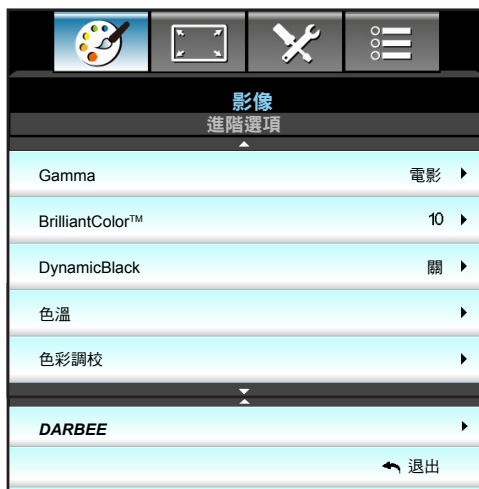 影像
進階選項
Gamma 電影
BrilliantColor™ 10
DynamicBlack 關
色溫
色彩調校
DARBEE
退出